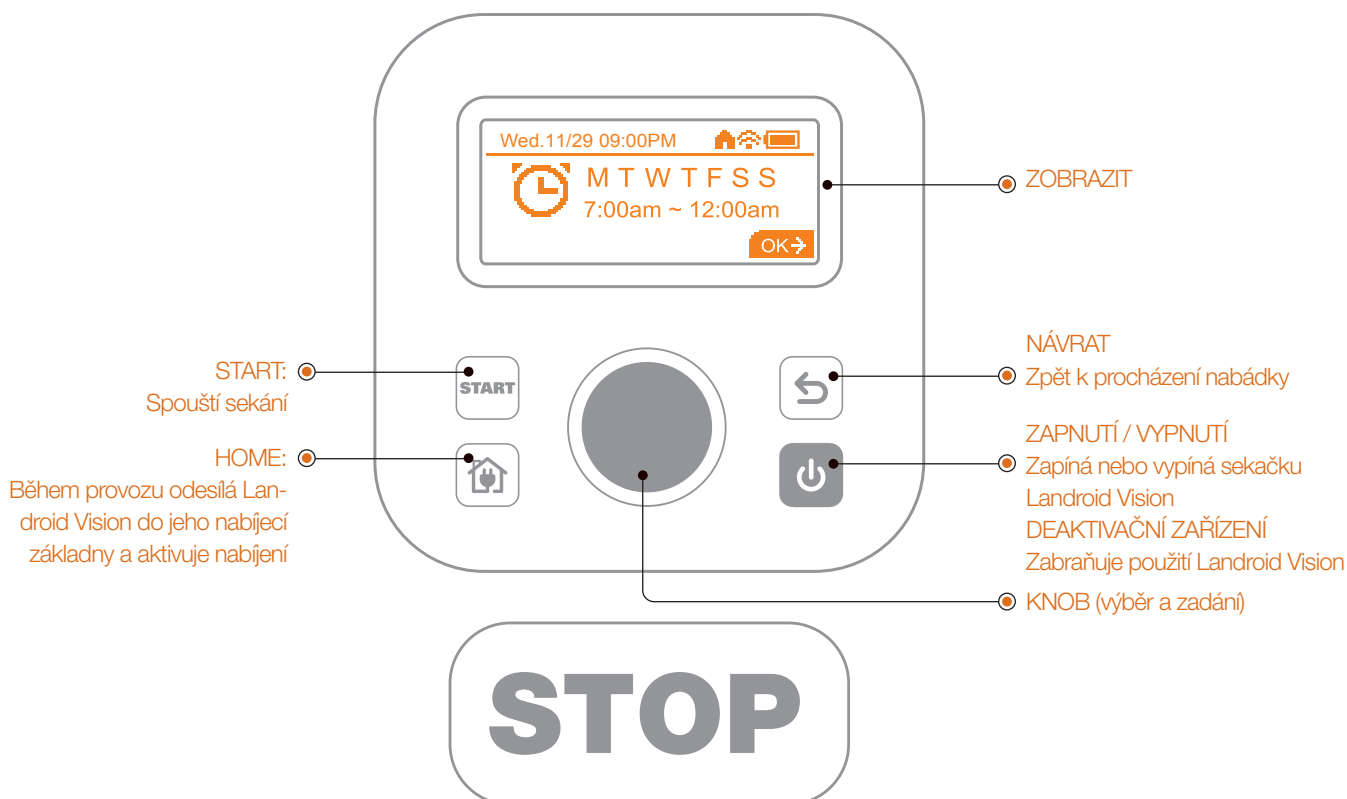 Wed.11/29 09:00PM
M T W T F S S
7:00am ~ 12:00am
OK
ZOBRAZIT
START:
Spouští sekání
START
NÁVRAT
Zpět k procházení nabádky
HOME:
Během provozu odesílá Lan-
droid Vision do jeho nabíjecí
základny a aktivuje nabíjení
ZAPNUTÍ / VYPNUTÍ
Zapíná nebo vypíná sekačku
Landroid Vision
DEAKTIVAČNÍ ZAŘÍZENÍ
Zabraňuje použití Landroid Vision
KNOB (výběr a zadání)
STOP